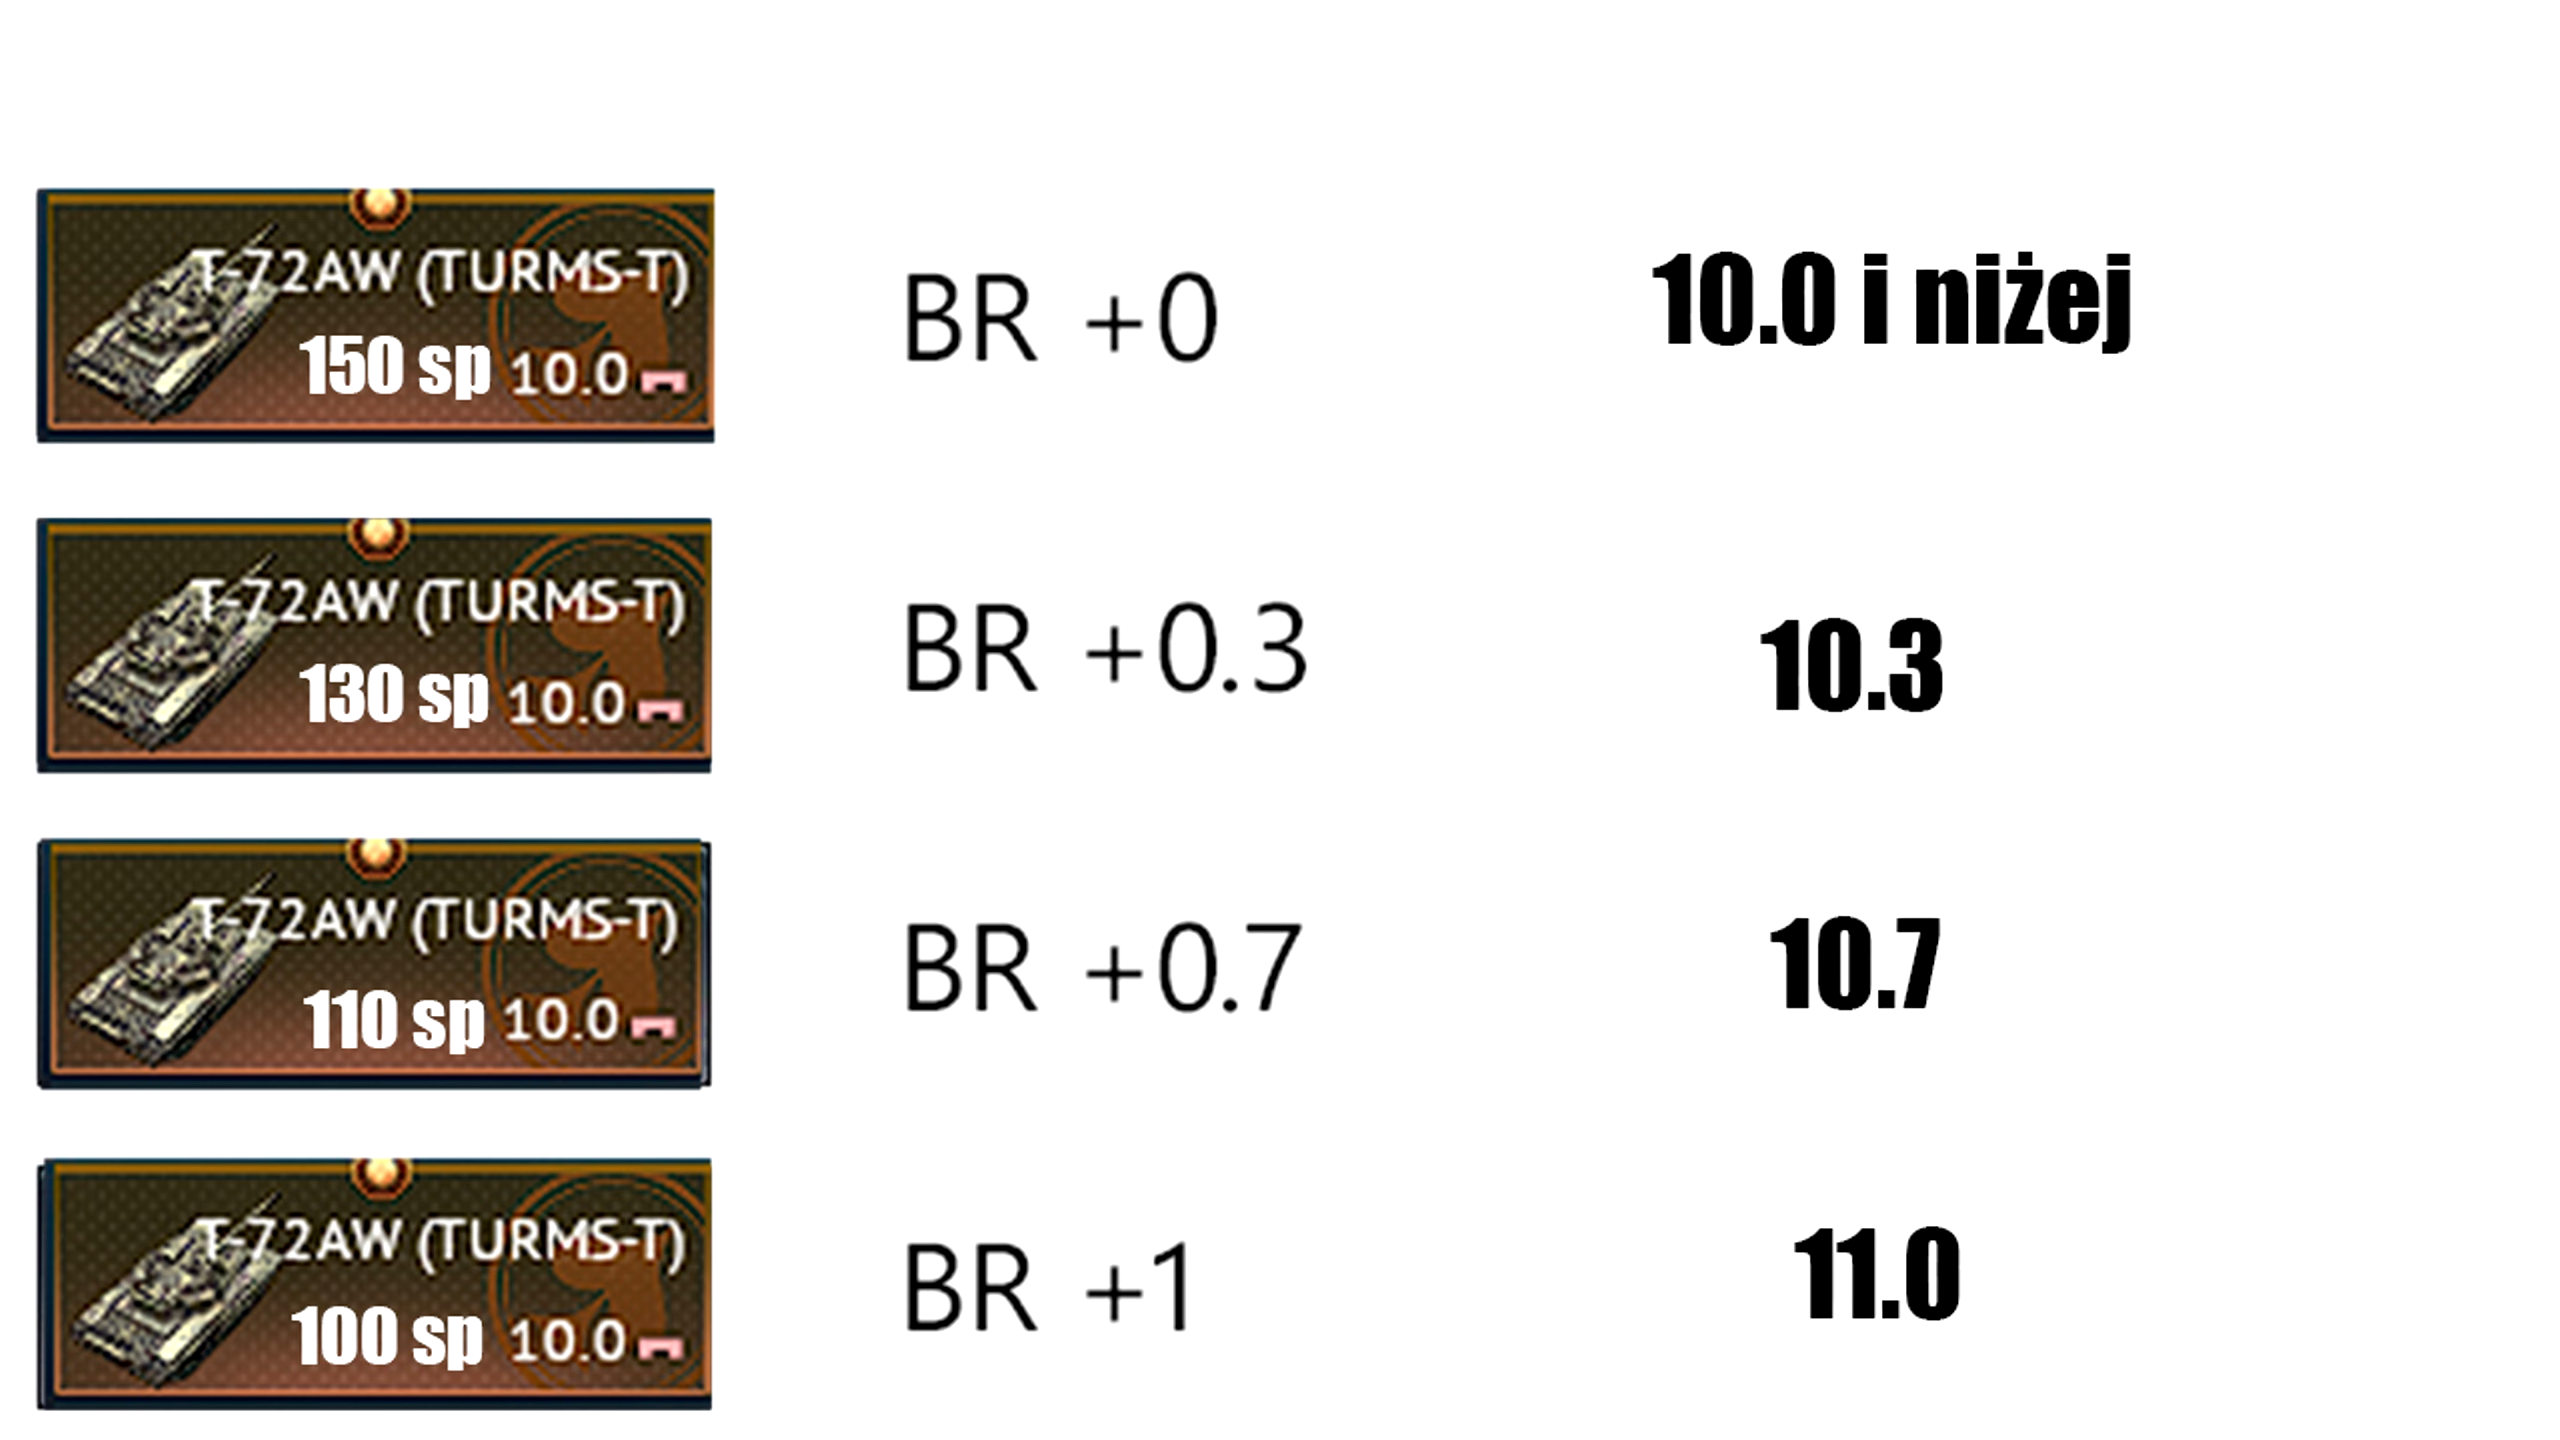 T-72AW (TURMS-T)
150 sp 10.0
BR +0
10.0 i niżej
T-72AW (TURMS-T)
130 sp 10.0
BR +0.3
10.3
T-72AW (TURMS-T)
110 sp 10.0
BR +0.7
10.7
T-72AW (TURMS-T)
100 sp 10.0
BR +1
11.0